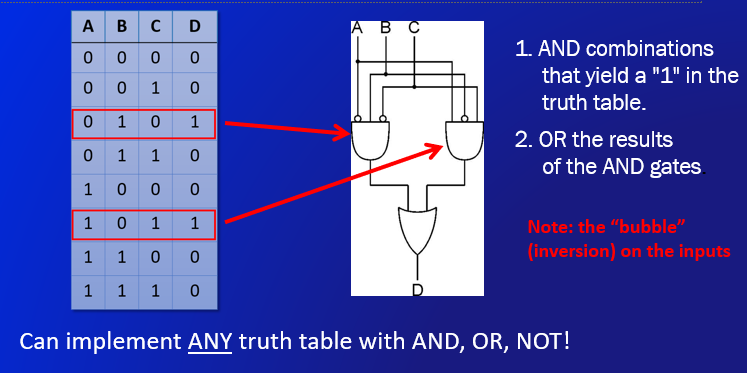 A B C D
0 0 0 0
0 0 1 0
0 1 0 1
0 1 1 0
1 0 0 0
1 0 1 1
1 1 0 0
1 1 1 0
A B C
D
1. AND combinations
that yield a "1" in the
truth table.
2. OR the results
of the AND gates.
Note: the “bubble”
(inversion) on the inputs
Can implement ANY truth table with AND, OR, NOT!